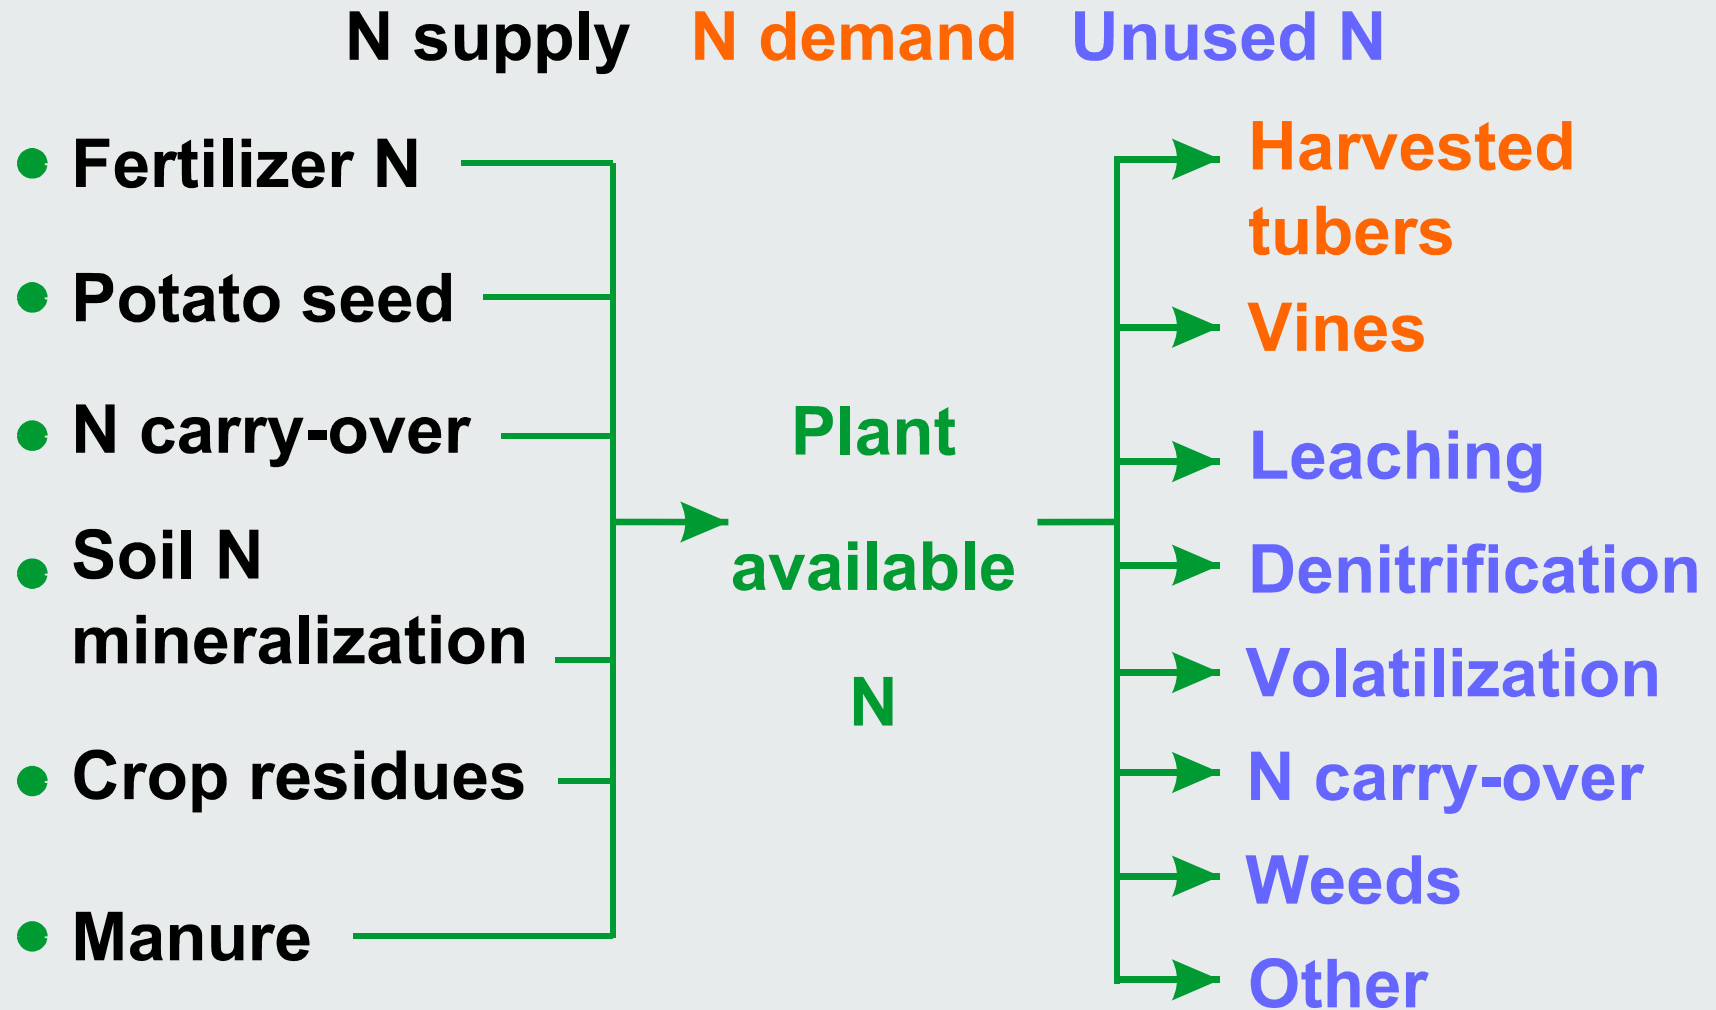 N supply N demand Unused N
Fertilizer N
Potato seed
N carry-over
Soil N
mineralization
Crop residues
Manure
Plant
available
N
Harvested
tubers
Vines
Leaching
Denitrification
Volatilization
N carry-over
Weeds
Other